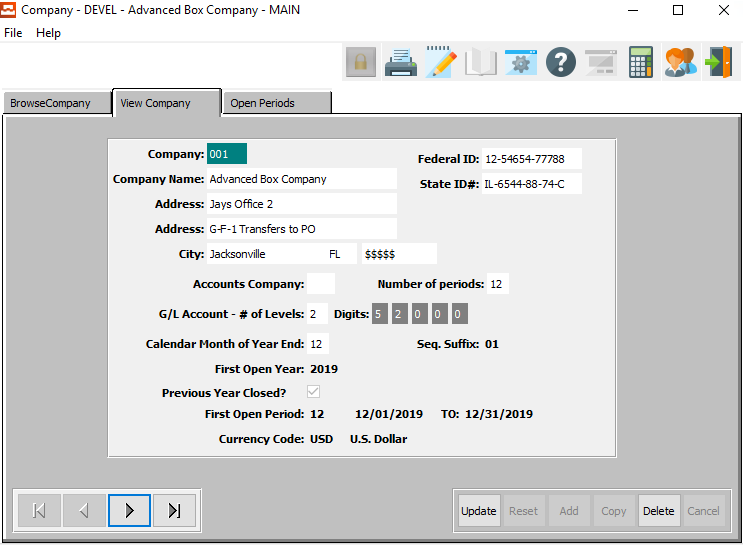 Company - DEVEL - Advanced Box Company - MAIN
File Help
BrowseCompany View Company Open Periods
Company: 001 Federal ID: 12-54654-77788
Company Name: Advanced Box Company State ID#: IL-6544-88-74-C
Address: Jays Office 2
Address: G-F-1 Transfers to PO
City: Jacksonville FL $$$$$
Accounts Company: Number of periods: 12
G/L Account - # of Levels: 2 Digits: 5 2 0 0 0
Calendar Month of Year End: 12 Seq. Suffix: 01
First Open Year: 2019
Previous Year Closed?
First Open Period: 12 12/01/2019 TO: 12/31/2019
Currency Code: USD U.S. Dollar
Update Reset Add Copy Delete Cancel